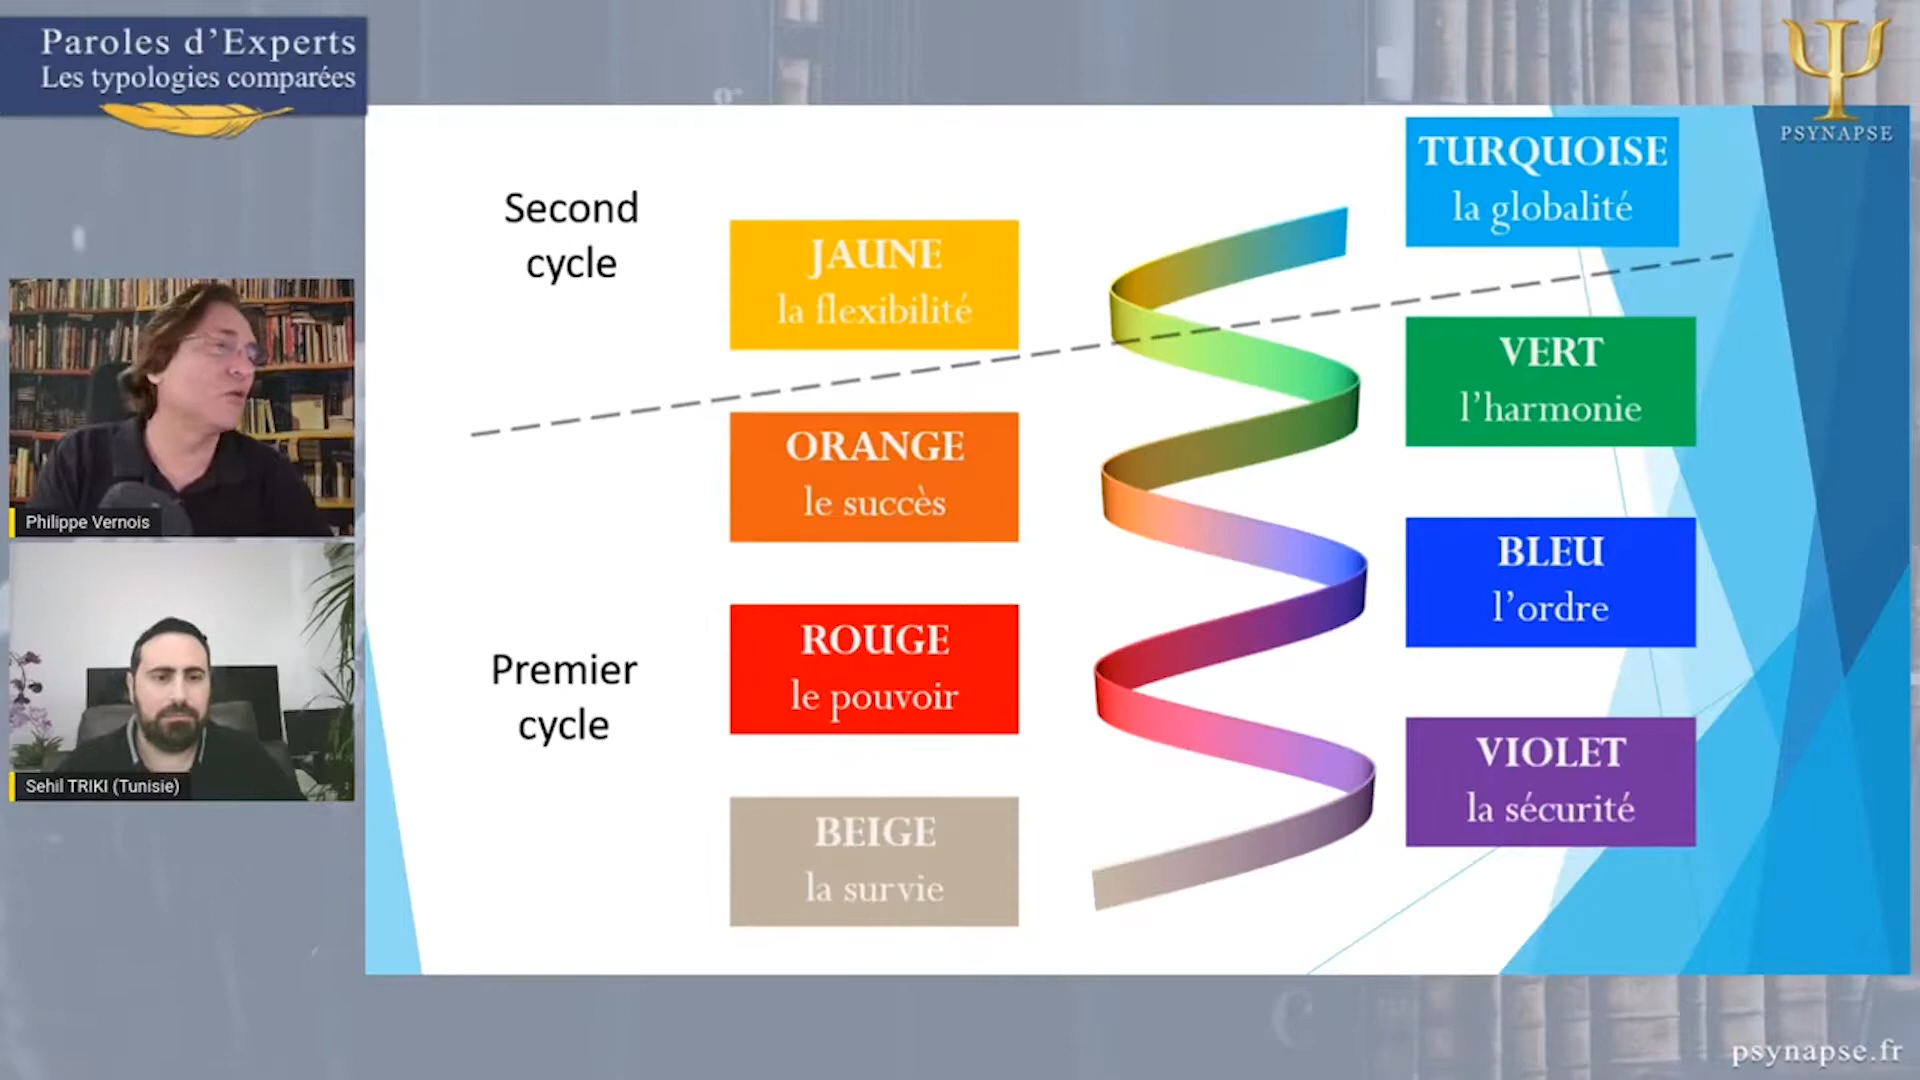 Paroles d'Experts
Les typologies comparées
PSYNAPSE
Second
cycle
JAUNE
la flexibilité
TURQUOISE
la globalité
VERT
l'harmonie
ORANGE
le succès
BLEU
l'ordre
Premier
cycle
ROUGE
le pouvoir
VIOLET
la sécurité
BEIGE
la survie
Philippe Vernois
Sehil TRIKI (Tunisie)
psynapse.fr